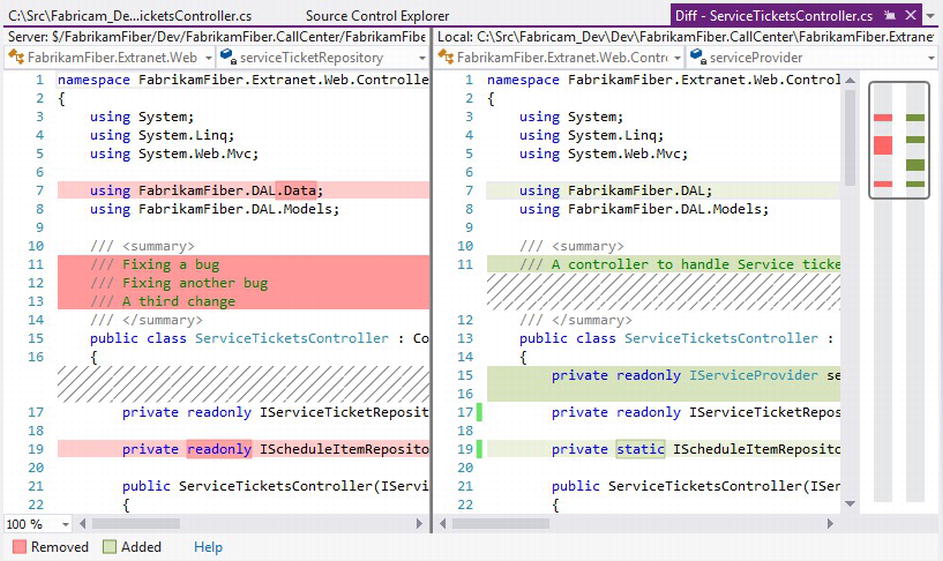 C:\Src\Fabricam_De...icketsController.cs Source Control Explorer Diff - ServiceTicketsController.cs
Server: $/FabrikamFiber/Dev/FabrikamFiber.CallCenter/FabrikamFibe
FabrikamFiber.Extranet.Web serviceTicketRepository
1 namespace FabrikamFiber.Extranet.Web.Controlle
2 {
3 using System;
4 using System.Linq;
5 using System.Web.Mvc;
6
7 using FabrikamFiber.DAL.Data;
8 using FabrikamFiber.DAL.Models;
9
10 /// <summary>
11 /// Fixing a bug
12 /// Fixing another bug
13 /// A third change
14 /// </summary>
15 public class ServiceTicketsController : Co
16 {
17 private readonly IServiceTicketReposit
18
19 private readonly IScheduleItemReposito
20
21 public ServiceTicketsController(IServi
22 {
100 %
Local: C:\Src\Fabricam_Dev\Dev\FabrikamFiber.CallCenter\FabrikamFiber.Extrane
FabrikamFiber.Extranet.Web.Contro serviceProvider
1 namespace FabrikamFiber.Extranet.Web.Control
2 {
3 using System;
4 using System.Linq;
5 using System.Web.Mvc;
6
7 using FabrikamFiber.DAL;
8 using FabrikamFiber.DAL.Models;
9
10 /// <summary>
11 /// A controller to handle Service ticke
12 /// </summary>
13 public class ServiceTicketsController :
14 {
15 private readonly IServiceProvider se
16
17 private readonly IServiceTicketRepos
18
19 private static IScheduleItemReposito
20
21 public ServiceTicketsController(ISer
22 {
Removed Added Help